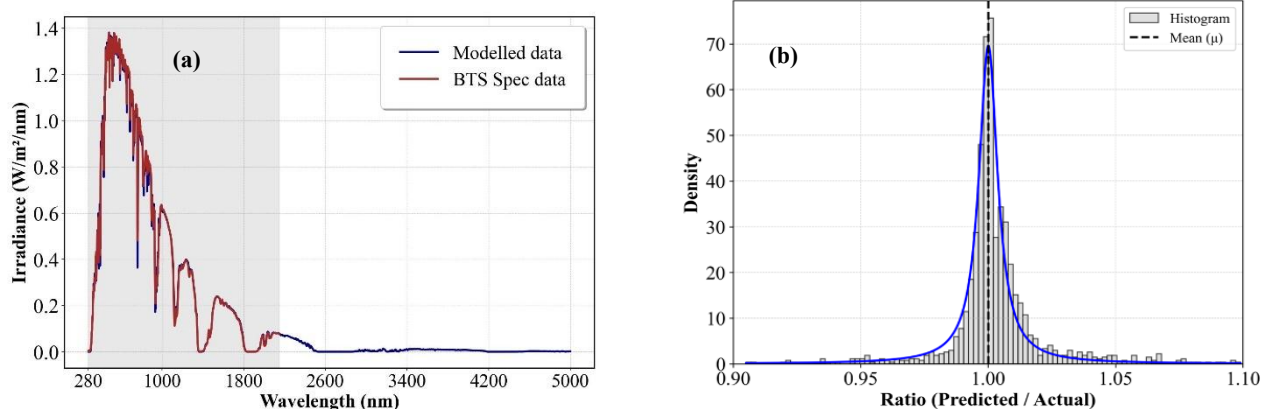 (a)
Modelled data
BTS Spec data
Irradiance (W/m²/nm)
1.4
1.2
1.0
0.8
0.6
0.4
0.2
0.0
280 1000 1800 2600 3400 4200 5000
Wavelength (nm)
(b)
Histogram
Mean (μ)
Density
70
60
50
40
30
20
10
0
0.90 0.95 1.00 1.05 1.10
Ratio (Predicted / Actual)